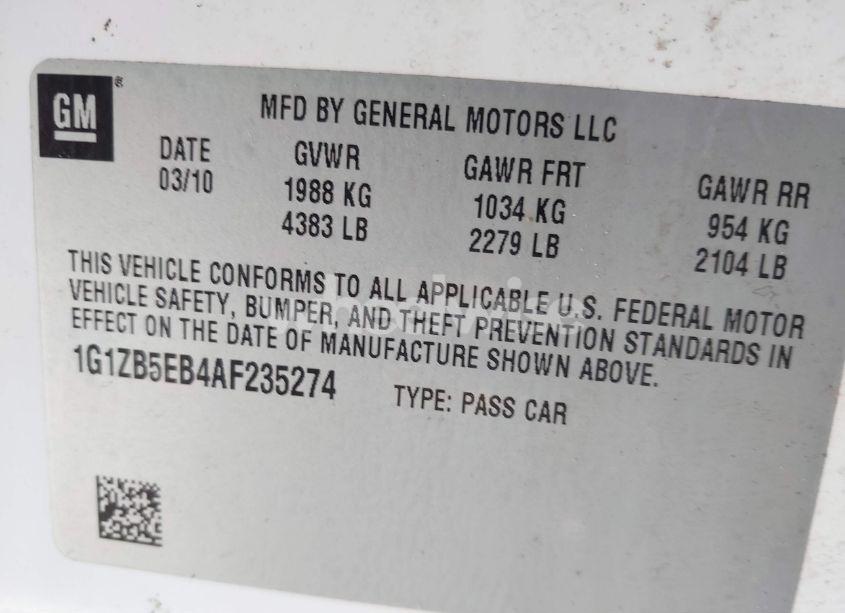 GM ®
MFD BY GENERAL MOTORS LLC
DATE GVWR GAWR FRT GAWR RR
03/10 1988 KG 1034 KG 954 KG
4383 LB 2279 LB 2104 LB
THIS VEHICLE CONFORMS TO ALL APPLICABLE U.S. FEDERAL MOTOR
VEHICLE SAFETY, BUMPER, AND THEFT PREVENTION STANDARDS IN
EFFECT ON THE DATE OF MANUFACTURE SHOWN ABOVE.
1G1ZB5EB4AF235274 TYPE: PASS CAR